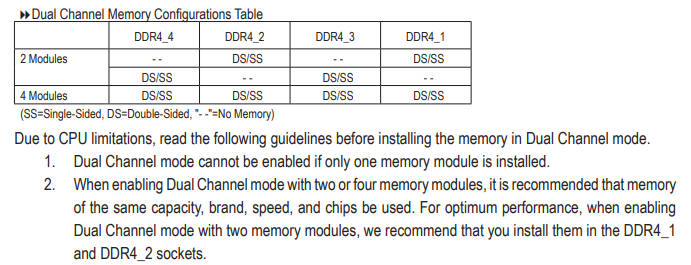 ▸▸Dual Channel Memory Configurations Table
DDR4_4 DDR4_2 DDR4_3 DDR4_1
2 Modules - - DS/SS - - DS/SS
DS/SS - - DS/SS - -
4 Modules DS/SS DS/SS DS/SS DS/SS
(SS=Single-Sided, DS=Double-Sided, "- -"=No Memory)
Due to CPU limitations, read the following guidelines before installing the memory in Dual Channel mode.
1. Dual Channel mode cannot be enabled if only one memory module is installed.
2. When enabling Dual Channel mode with two or four memory modules, it is recommended that memory
of the same capacity, brand, speed, and chips be used. For optimum performance, when enabling
Dual Channel mode with two memory modules, we recommend that you install them in the DDR4_1
and DDR4_2 sockets.